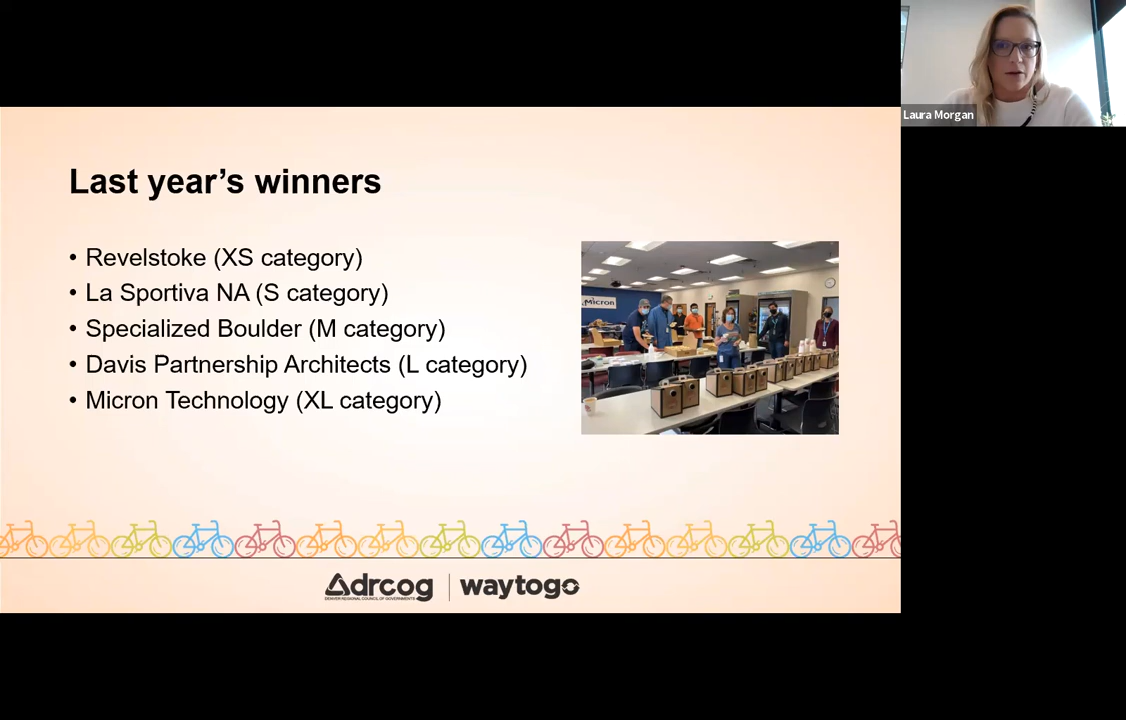 Laura Morgan
Last year's winners
• Revelstoke (XS category)
• La Sportiva NA (S category)
• Specialized Boulder (M category)
• Davis Partnership Architects (L category)
• Micron Technology (XL category)
Micron
drcog | waytogo
DENVER REGIONAL COUNCIL OF GOVERNMENTS